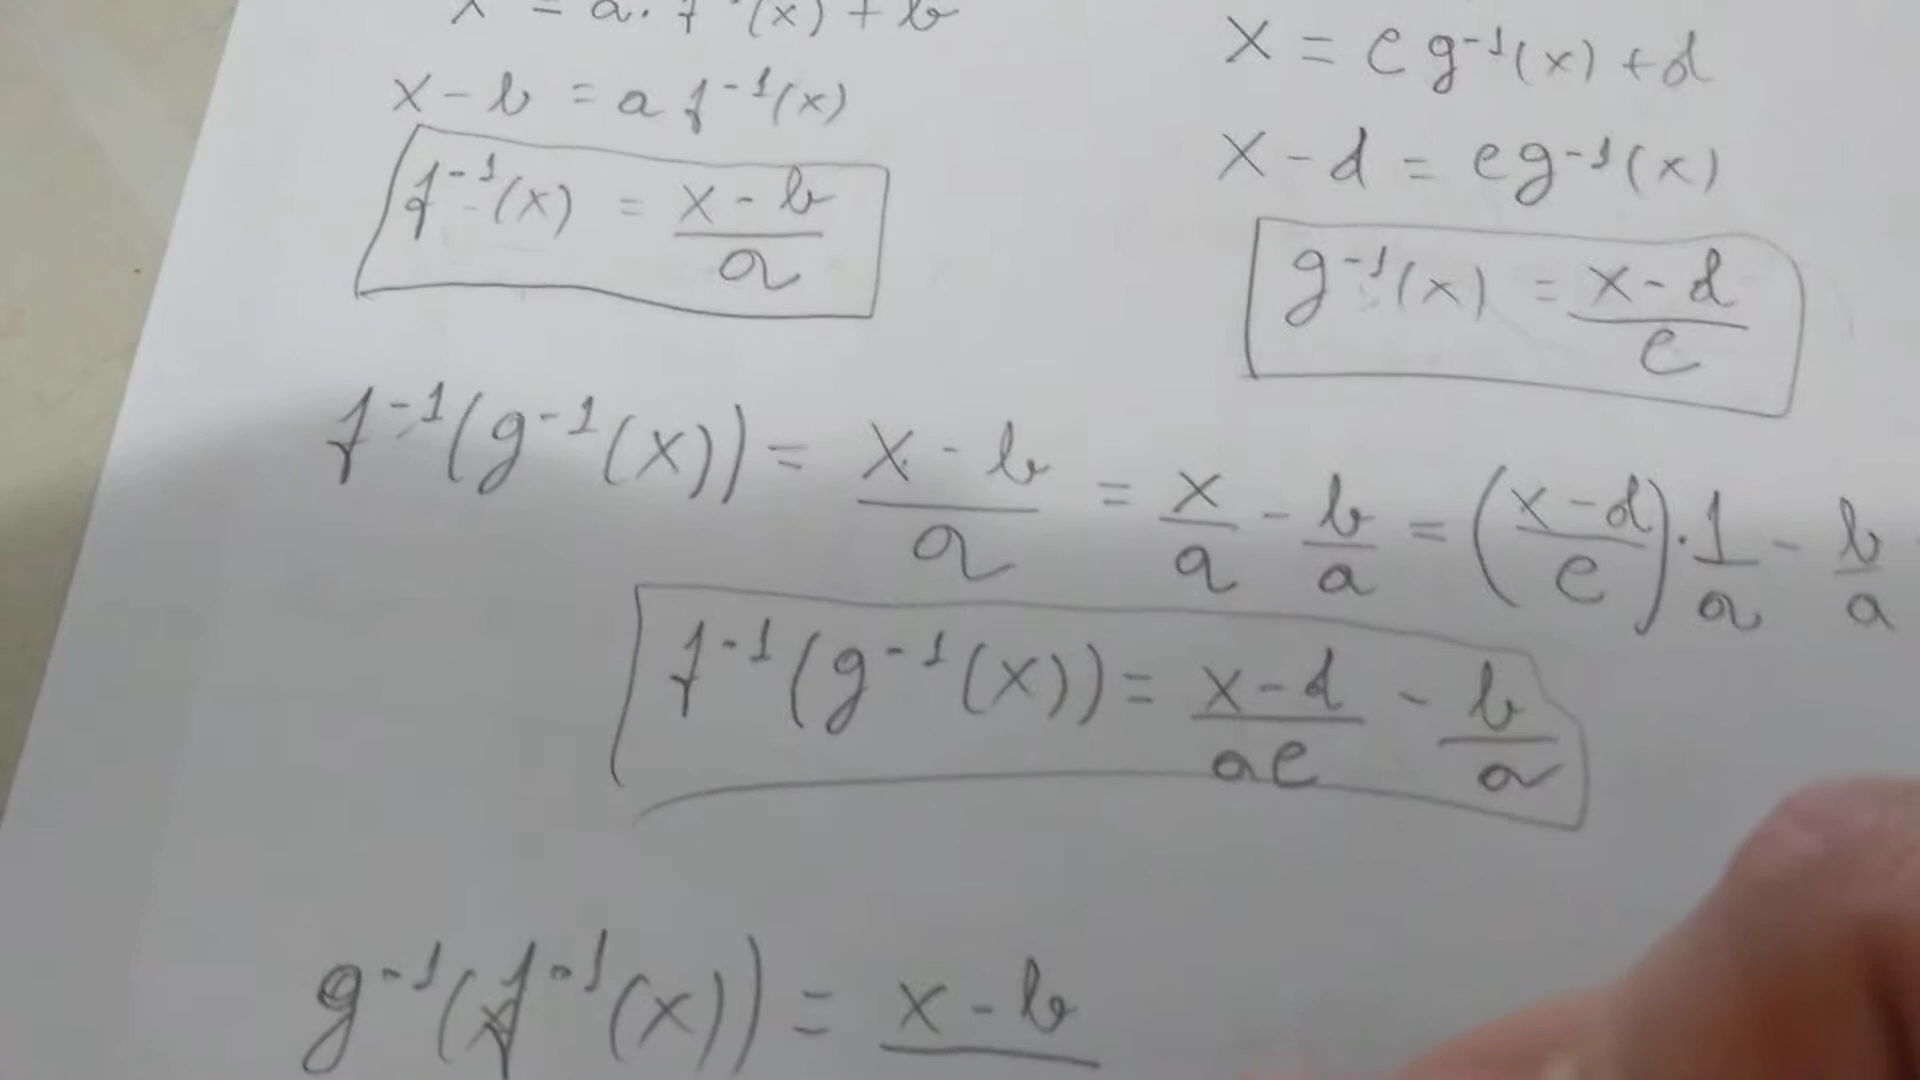 x = a. f (x) + b
x - b = a f⁻¹(x)
f⁻¹(x) = x - b / a
x = e g⁻¹(x) + d
x - d = e g⁻¹(x)
g⁻¹(x) = x - d / e
f⁻¹(g⁻¹(x)) = x - b / a = x / a - b / a = (x - d / e) . 1 / a - b / a
f⁻¹(g⁻¹(x)) = x - d / ae - b / a
g⁻¹(f⁻¹(x)) = x - b